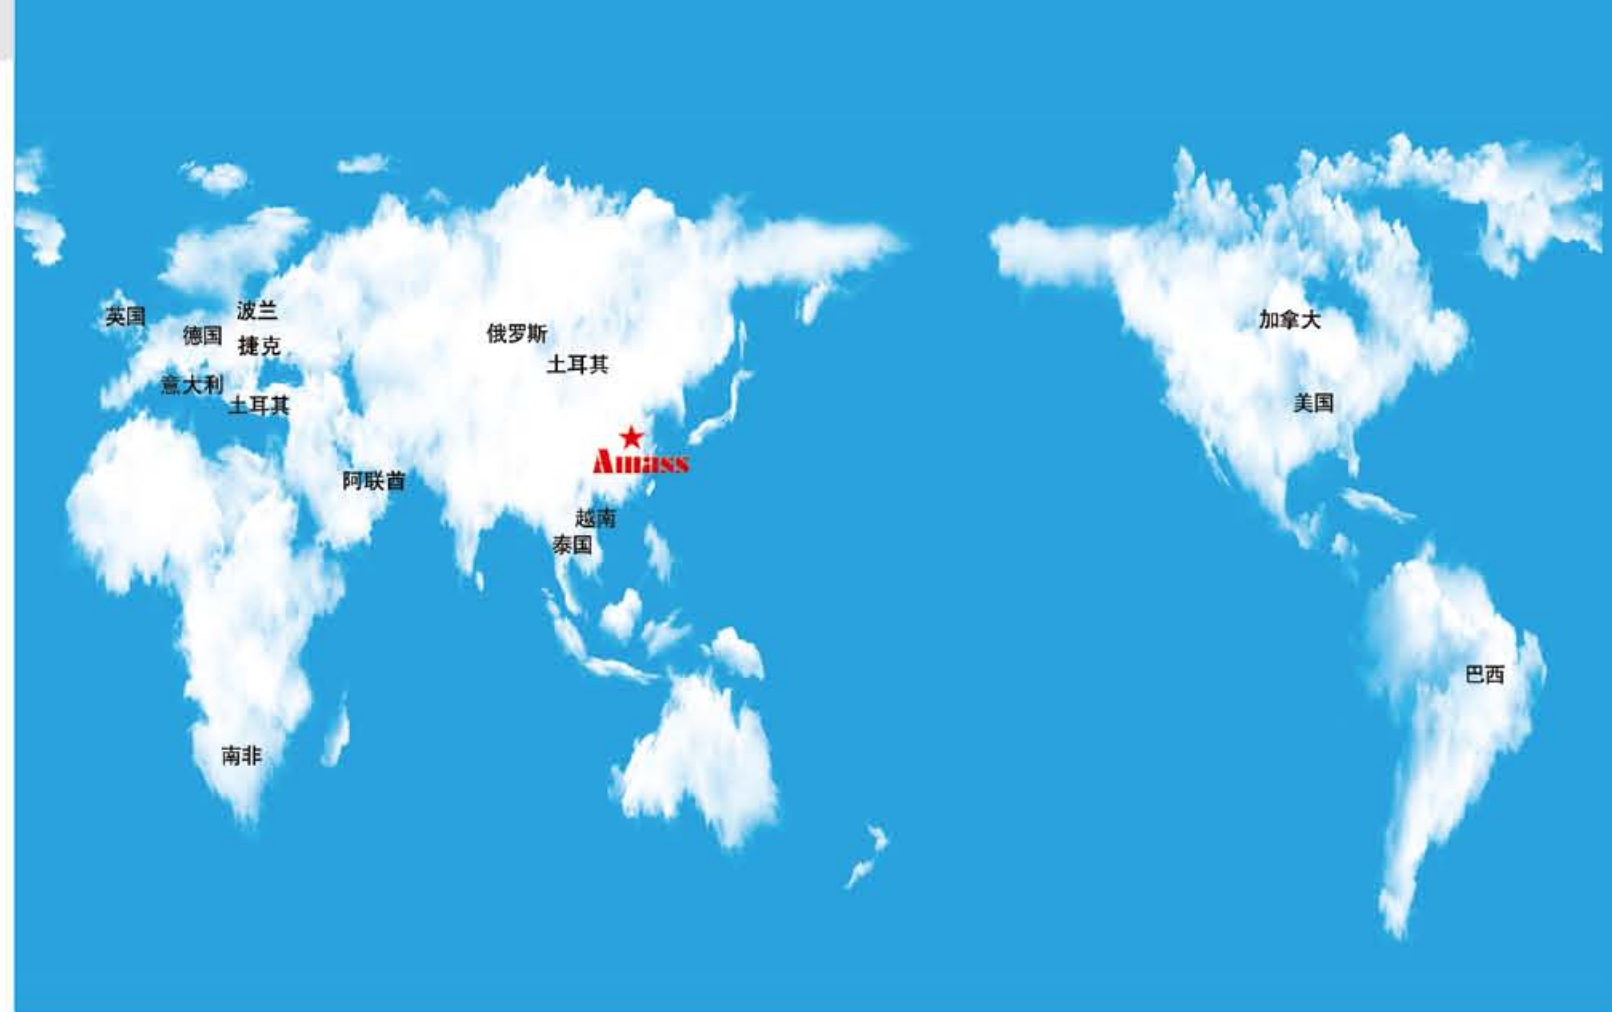 英国
波兰
德国
捷克
意大利
土耳其
俄罗斯
土耳其
Amass
阿联酋
越南
泰国
南非
加拿大
美国
巴西